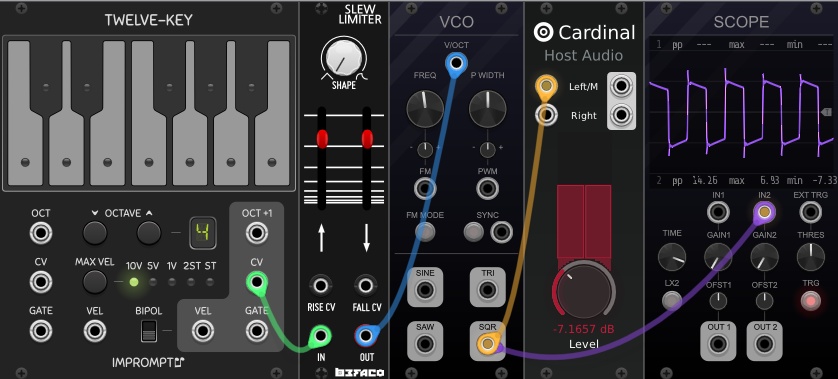 TWELVE-KEY
OCT
OCTAVE
4
OCT +1
CV
MAX VEL
10V 5V 1V 2ST ST
CV
GATE
VEL
BIPOL
VEL
GATE
IMPROMPT
SLEW
LIMITER
SHAPE
RISE CV
FALL CV
IN
OUT
BEFACO
VCO
V/OCT
FREQ
P WIDTH
- +
- +
FM
PWM
FM MODE
SYNC
SINE
TRI
SAW
SQR
Cardinal
Host Audio
Left/M
Right
-7.1657 dB
Level
SCOPE
1 pp --- max --- min ---
2 pp 14.26 max 6.93 min -7.33
IN1
IN2
EXT TRG
TIME
GAIN1
GAIN2
THRES
LX2
OFST1
OFST2
TRG
OUT 1
OUT 2